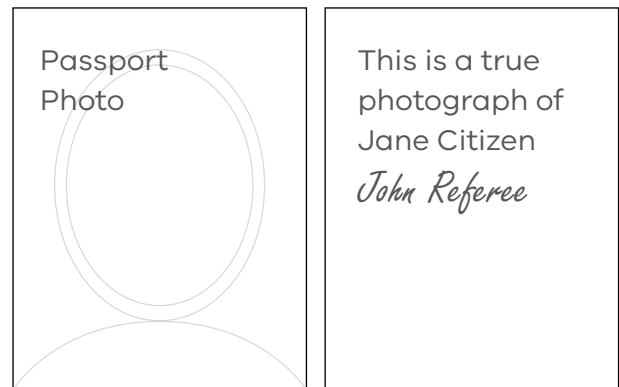 Passport
Photo
This is a true
photograph of
Jane Citizen
John Referee